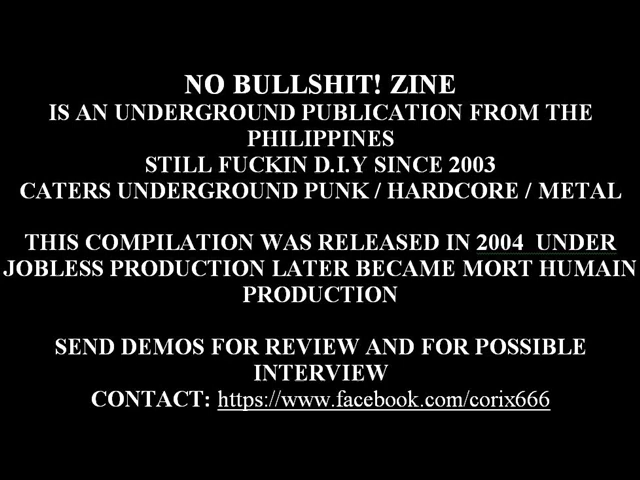 NO BULLSHIT! ZINE
IS AN UNDERGROUND PUBLICATION FROM THE
PHILIPPINES
STILL FUCKIN D.I.Y SINCE 2003
CATERS UNDERGROUND PUNK / HARDCORE / METAL
THIS COMPILATION WAS RELEASED IN 2004 UNDER
JOBLESS PRODUCTION LATER BECAME MORT HUMAIN
PRODUCTION
SEND DEMOS FOR REVIEW AND FOR POSSIBLE
INTERVIEW
CONTACT: https://www.facebook.com/corix666